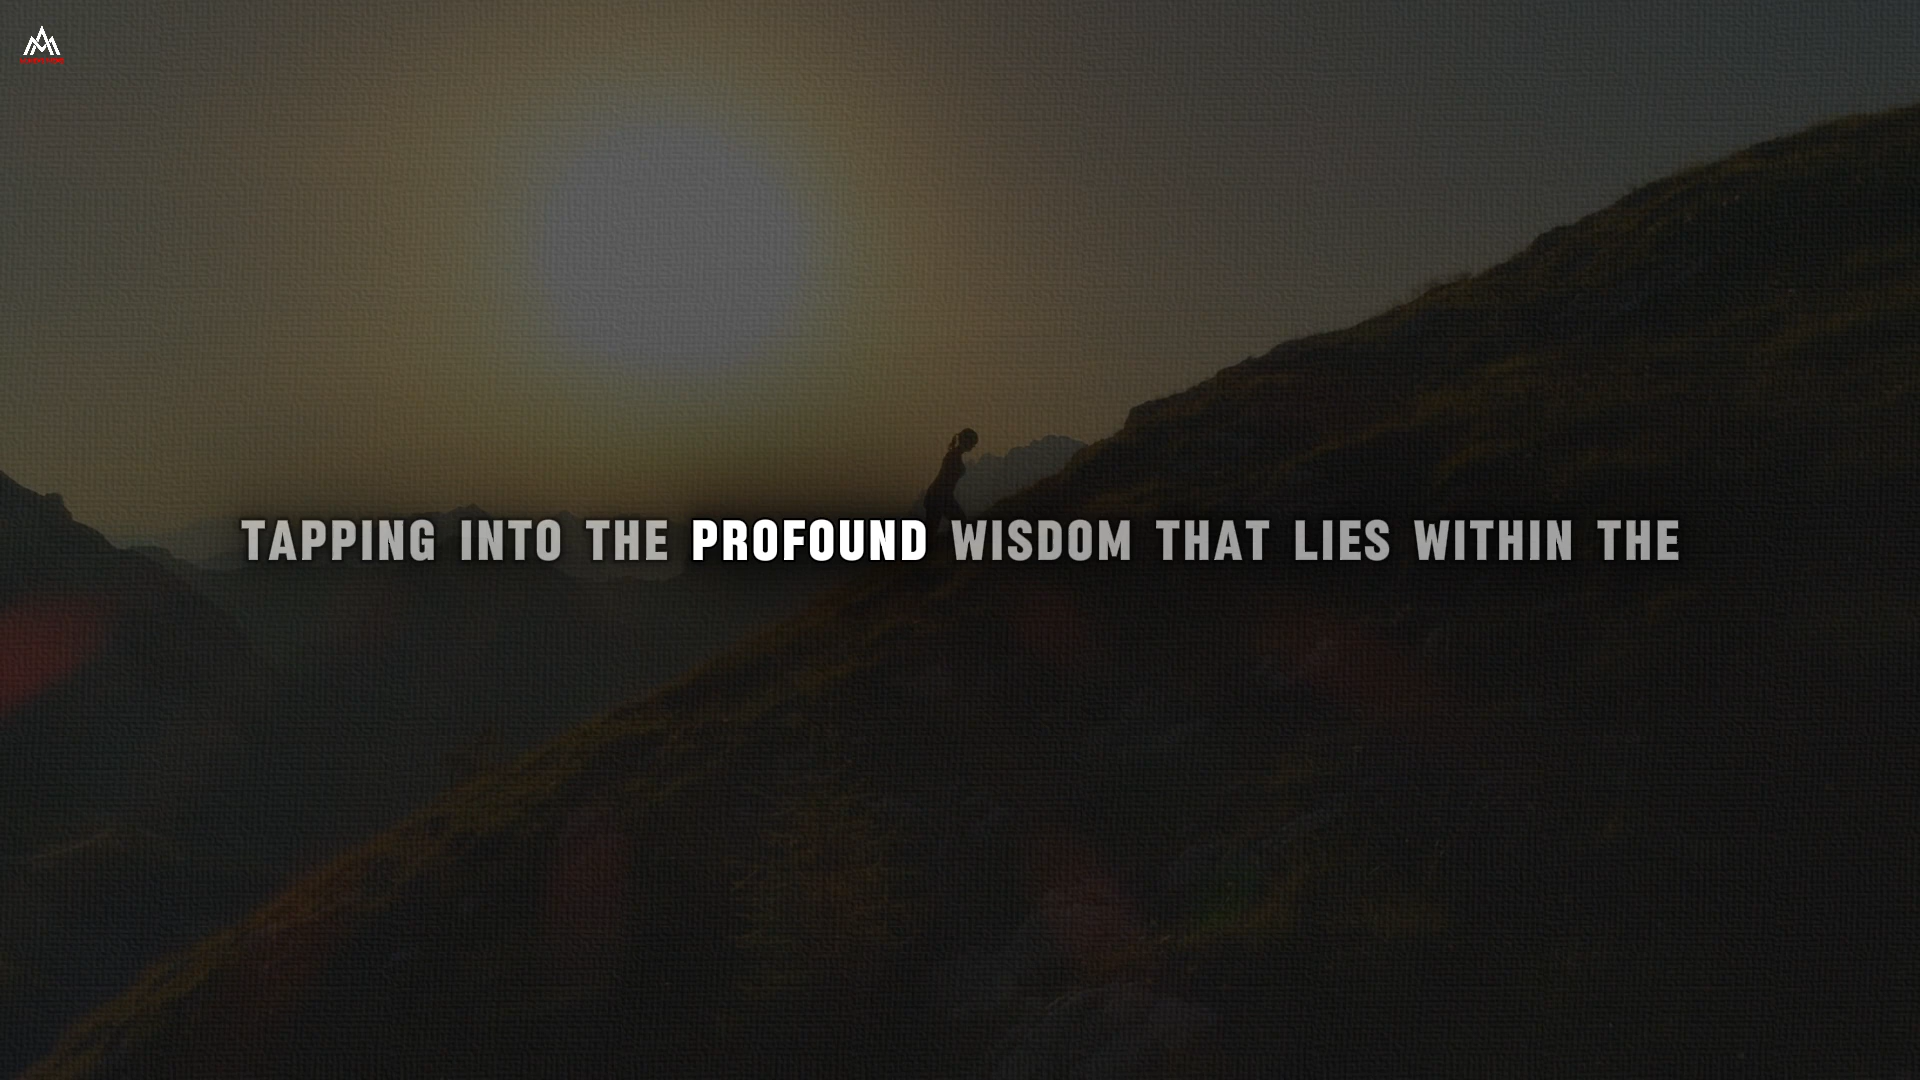 TAPPING INTO THE PROFOUND WISDOM THAT LIES WITHIN THE